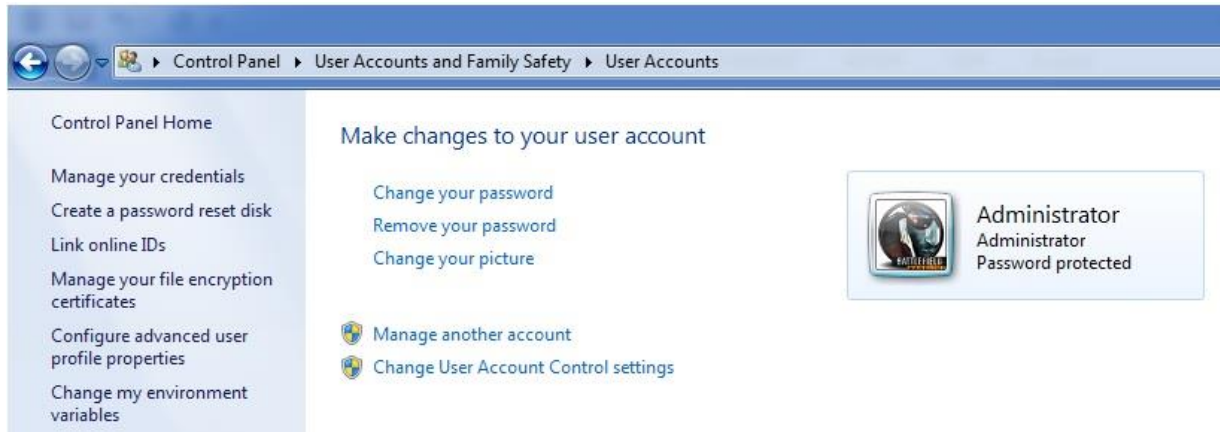 Control Panel ▸ User Accounts and Family Safety ▸ User Accounts
Control Panel Home
Manage your credentials
Create a password reset disk
Link online IDs
Manage your file encryption
certificates
Configure advanced user
profile properties
Change my environment
variables
Make changes to your user account
Change your password
Remove your password
Change your picture
Manage another account
Change User Account Control settings
BATTLEFIELD
Administrator
Administrator
Password protected